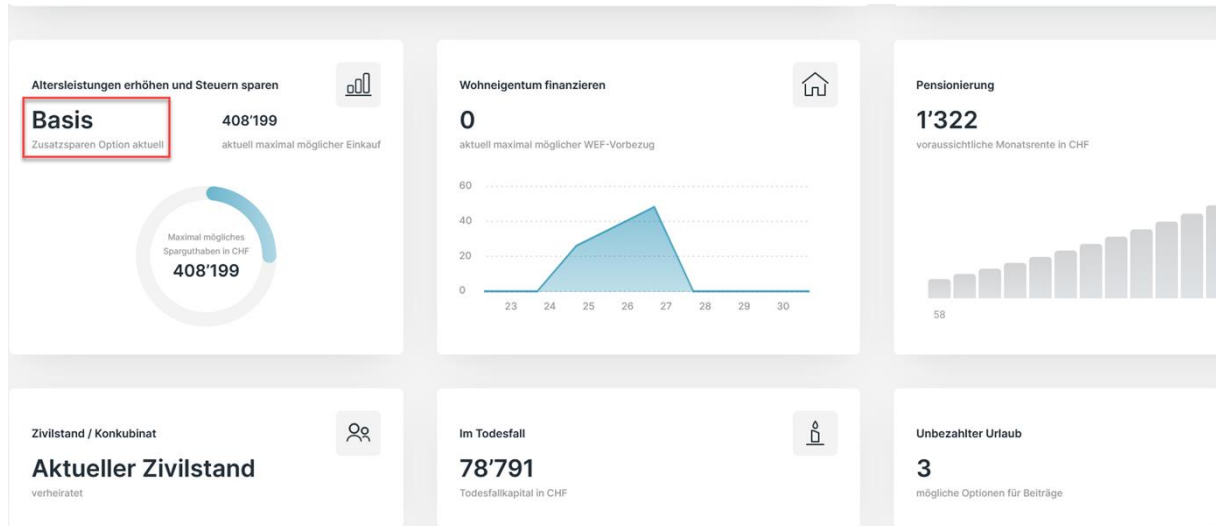 Altersleistungen erhöhen und Steuern sparen
Basis
Zusatzsparen Option aktuell
408’199
aktuell maximal möglicher Einkauf
Maximal mögliches
Sparguthaben in CHF
408’199
Wohneigentum finanzieren
0
aktuell maximal möglicher WEF-Vorbezug
60
40
20
0
23 24 25 26 27 28 29 30
Pensionierung
1’322
voraussichtliche Monatsrente in CHF
58
Zivilstand / Konkubinat
Aktueller Zivilstand
verheiratet
Im Todesfall
78’791
Todesfallkapital in CHF
Unbezahlter Urlaub
3
mögliche Optionen für Beiträge